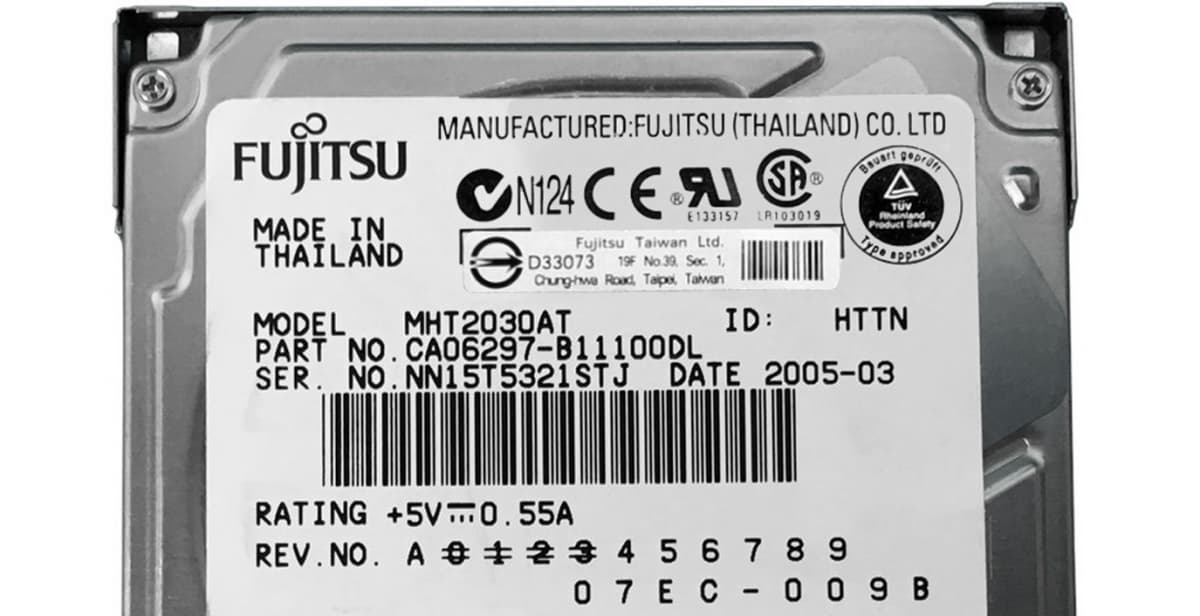 FUJITSU
MANUFACTURED:FUJITSU (THAILAND) CO. LTD
N124 CE ® RU ® SA ®
E133157 LR103019
Bauart geprüft
TÜV
Rheinland
Product Safety
Type approved
MADE IN
THAILAND
Fujitsu Taiwan Ltd.
D33073 19F No.39, Sec. 1,
Chung-hwa Road, Taipei, Taiwan
MODEL MHT2030AT ID: HTTN
PART NO.CA06297-B11100DL
SER. NO.NN15T5321STJ DATE 2005-03
RATING +5V⎓0.55A
REV.NO. A 0 1 2 3 4 5 6 7 8 9
07EC-009B